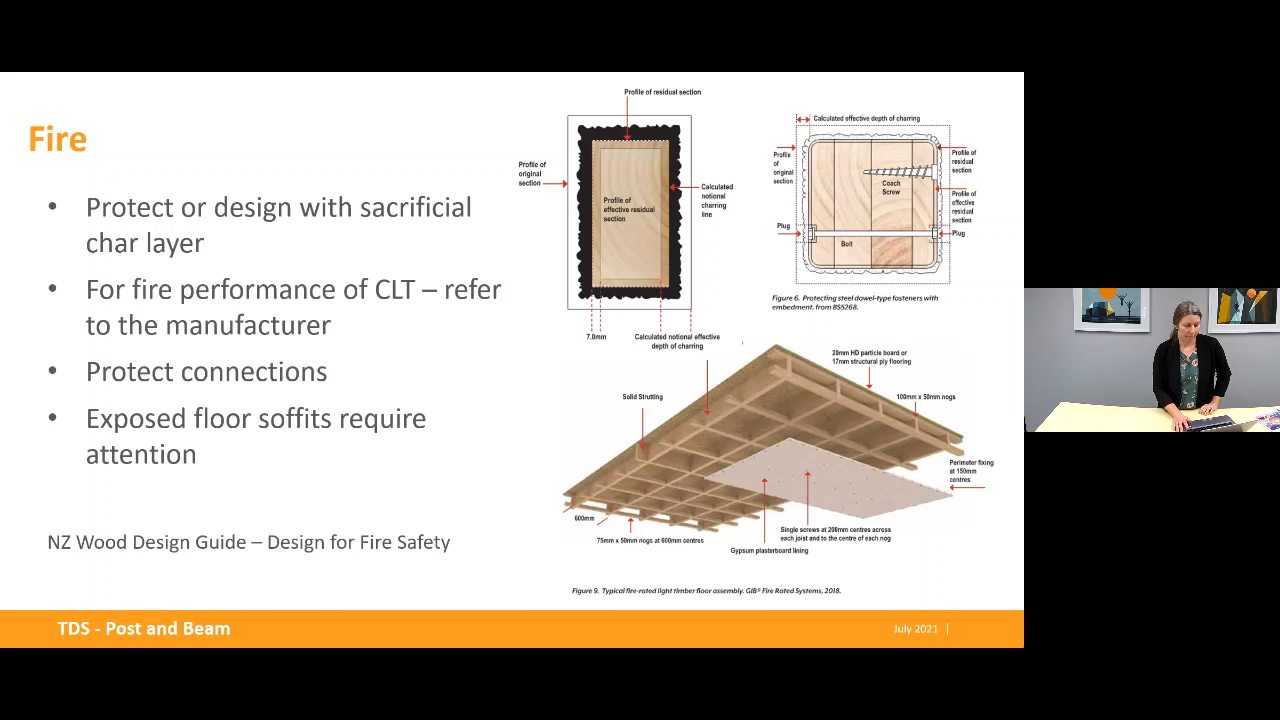 Fire
• Protect or design with sacrificial
char layer
• For fire performance of CLT – refer
to the manufacturer
• Protect connections
• Exposed floor soffits require
attention
NZ Wood Design Guide – Design for Fire Safety
Profile of residual section
Profile of
original
section
Calculated
notional
charring
line
Profile of
effective residual
section
7.0mm
Calculated notional effective
depth of charring
Calculated effective depth of charring
Profile
of
original
section
Profile of
residual
section
Coach
Screw
Profile of
effective
residual
section
Plug
Plug
Bolt
Figure 6. Protecting steel dowel-type fasteners with
embedment, from BS5268.
20mm HD particle board or
17mm structural ply flooring
Solid Strutting
100mm x 50mm nogs
Perimeter fixing
at 150mm
centres
600mm
75mm x 50mm nogs at 600mm centres
Single screws at 200mm centres across
each joist and to the centre of each nog
Gypsum plasterboard lining
Figure 9. Typical fire-rated light timber floor assembly. GIB® Fire Rated Systems, 2018.
TDS - Post and Beam
July 2021 |